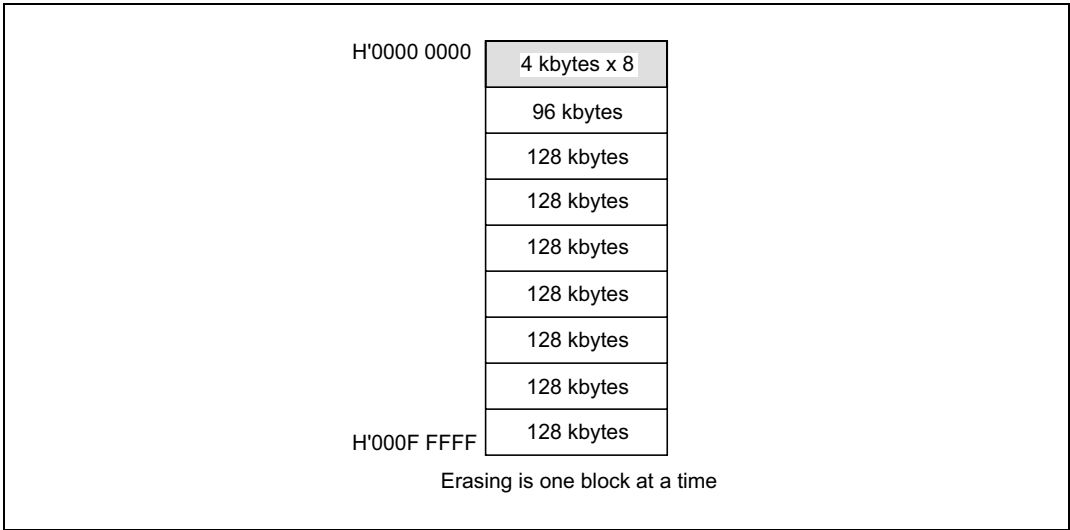 H'0000 0000
4 kbytes x 8
96 kbytes
128 kbytes
128 kbytes
128 kbytes
128 kbytes
128 kbytes
128 kbytes
128 kbytes
H'000F FFFF
Erasing is one block at a time